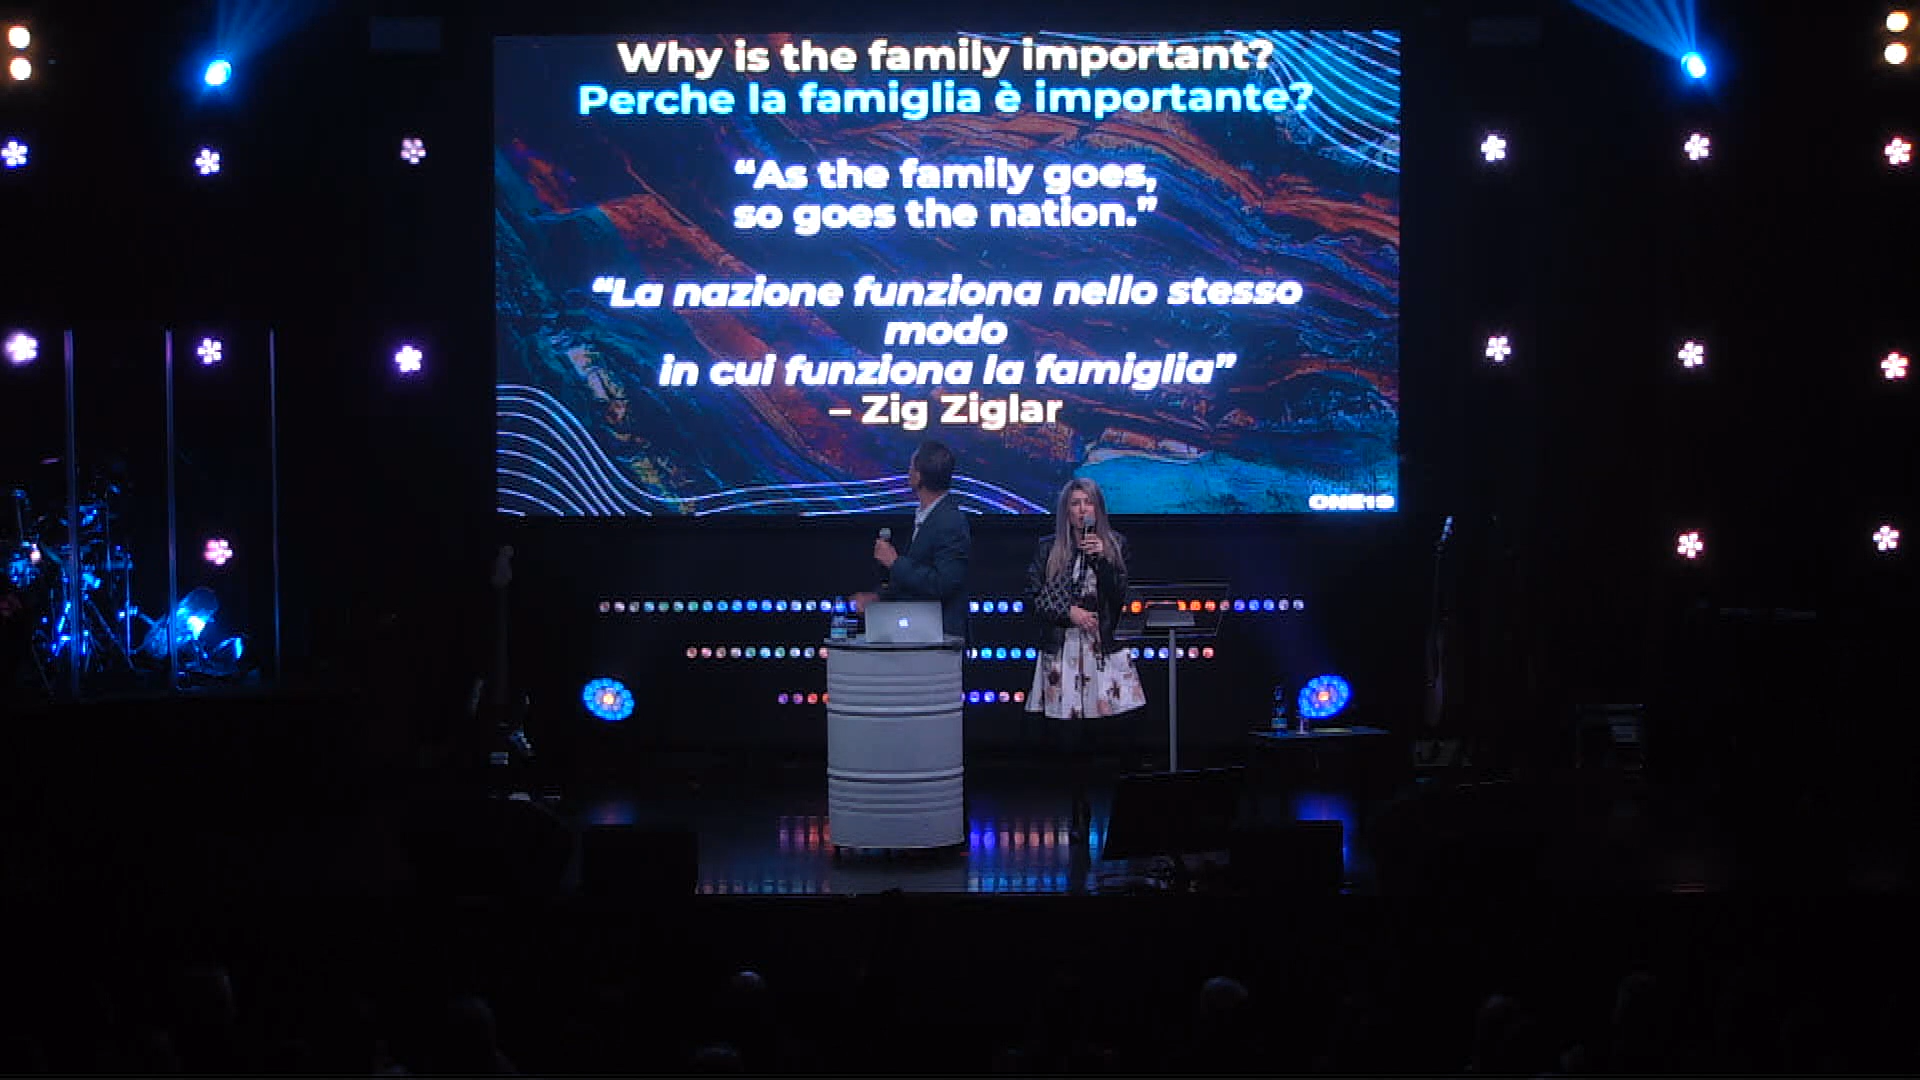 Why is the family important?
Perche la famiglia è importante?
“As the family goes,
so goes the nation.”
“La nazione funziona nello stesso
modo
in cui funziona la famiglia”
– Zig Ziglar
ONE19